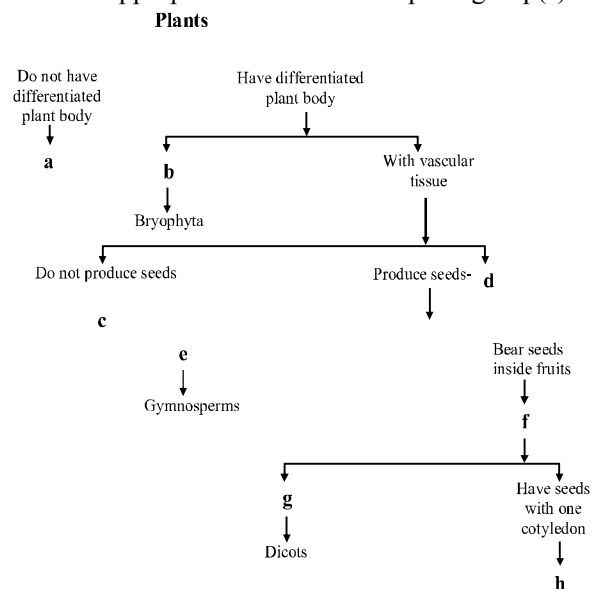 Plants
Do not have
differentiated
plant body
Have differentiated
plant body
a
b
With vascular
tissue
Bryophyta
Do not produce seeds
Produce seeds-
d
c
e
Bear seeds
inside fruits
Gymnosperms
f
g
Have seeds
with one
cotyledon
Dicots
h